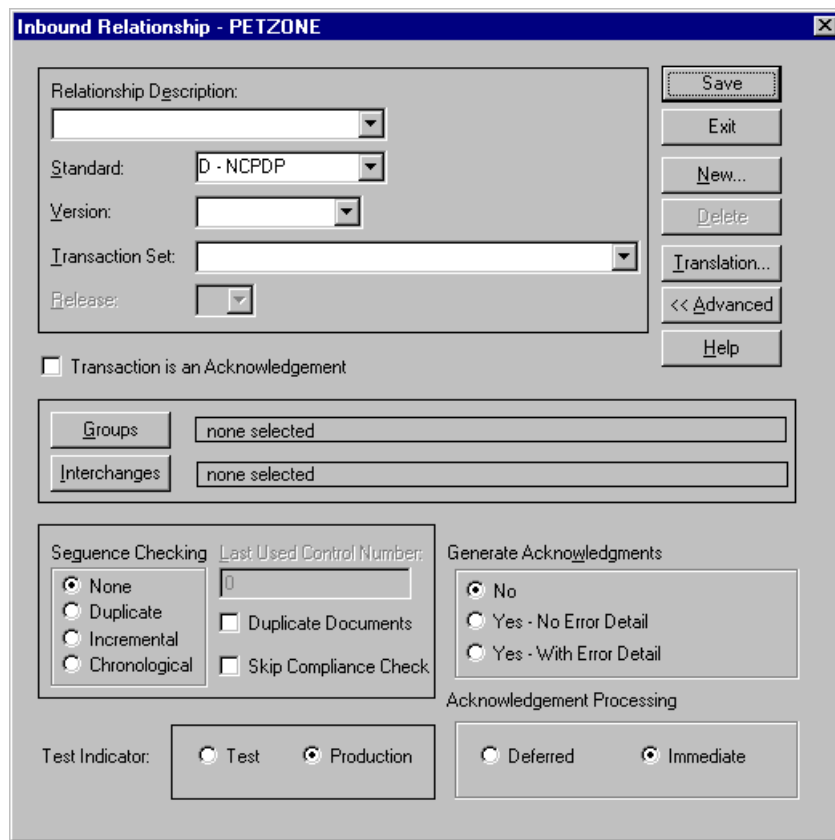 Inbound Relationship - PETZONE
Relationship Description:
Save
Exit
Standard:
D - NCPDP
New...
Version:
Delete
Transaction Set:
Translation...
Release:
<< Advanced
Help
Transaction is an Acknowledgement
Groups
none selected
Interchanges
none selected
Sequence Checking
Last Used Control Number:
Generate Acknowledgments
None
0
No
Duplicate
Duplicate Documents
Yes - No Error Detail
Incremental
Yes - With Error Detail
Chronological
Skip Compliance Check
Acknowledgement Processing
Test Indicator:
Test
Production
Deferred
Immediate